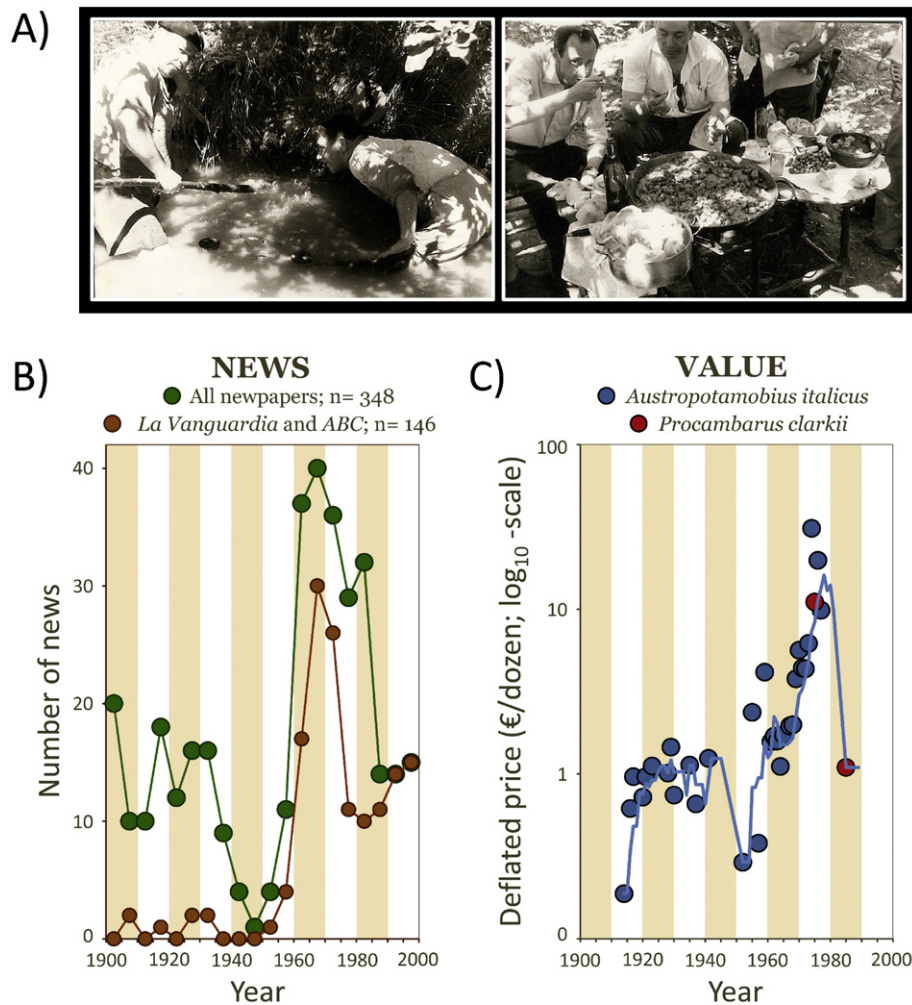 A)
B)
NEWS
All newpapers; n= 348
La Vanguardia and ABC; n= 146
Number of news
40
30
20
10
0
1900
1920
1940
1960
1980
2000
Year
C)
VALUE
Austropotamobius italicus
Procambarus clarkii
Deflated price (€/dozen; log10 -scale)
100
10
1
0
1900
1920
1940
1960
1980
2000
Year